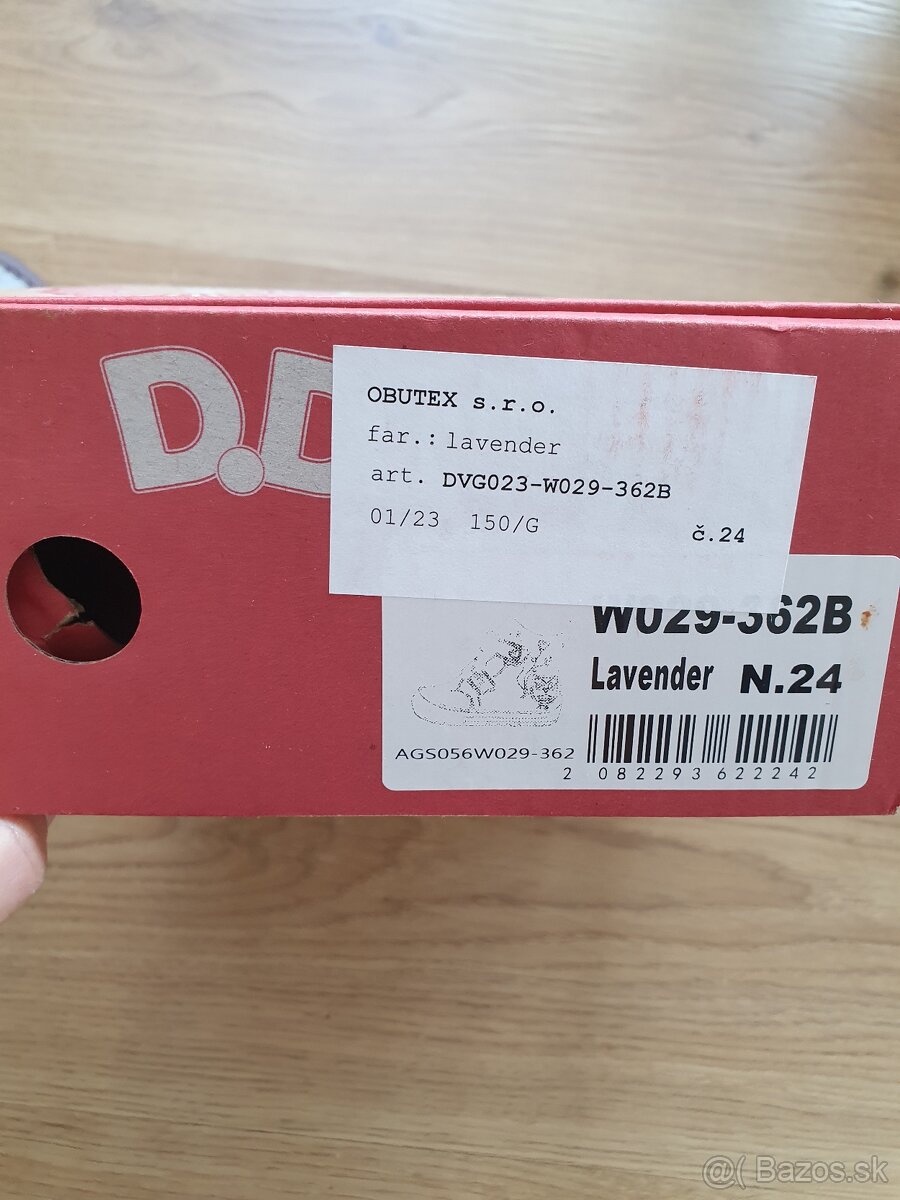 D.D
OBUTEX s.r.o.
far.: lavender
art. DVG023-W029-362B
01/23 150/G č.24
W029-362B
Lavender N.24
AGS056W029-362
2 082293 622242
@( Bazos.sk